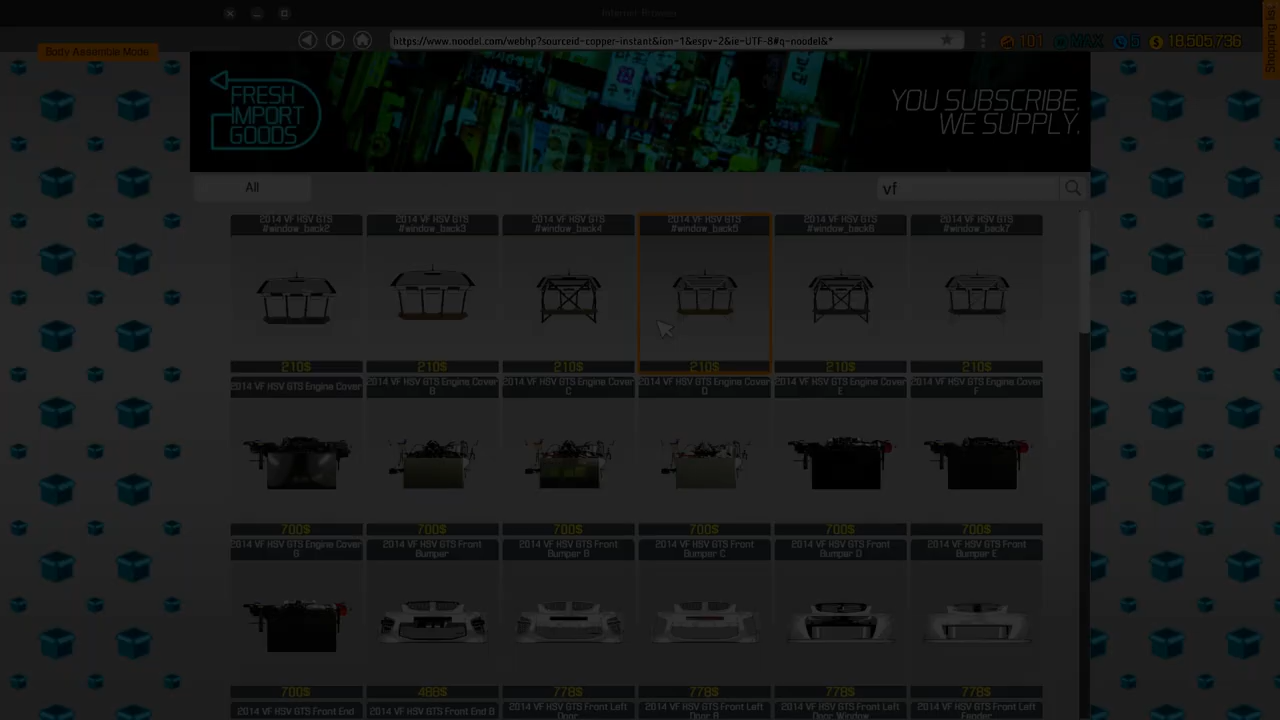 Internet Browser
Body Assemble Mode
https://www.noodel.com/webhp?sourceid-copper-instant&ion-1&espv-2&ie-UTF-8#q-noodel&*
101
MAX
18,505,736
Shopping list
FRESH
IMPORT
GOODS
YOU SUBSCRIBE.
WE SUPPLY.
All
vf
2014 VF HSV GTS
#window_back2
2014 VF HSV GTS
#window_back3
2014 VF HSV GTS
#window_back4
2014 VF HSV GTS
#window_back5
2014 VF HSV GTS
#window_back6
2014 VF HSV GTS
#window_back7
210$
210$
210$
210$
210$
210$
2014 VF HSV GTS Engine Cover
2014 VF HSV GTS Engine Cover
B
2014 VF HSV GTS Engine Cover
C
2014 VF HSV GTS Engine Cover
D
2014 VF HSV GTS Engine Cover
E
2014 VF HSV GTS Engine Cover
F
700$
700$
700$
700$
700$
700$
2014 VF HSV GTS Engine Cover
G
2014 VF HSV GTS Front
Bumper
2014 VF HSV GTS Front
Bumper B
2014 VF HSV GTS Front
Bumper C
2014 VF HSV GTS Front
Bumper D
2014 VF HSV GTS Front
Bumper E
700$
488$
778$
778$
778$
778$
2014 VF HSV GTS Front End
2014 VF HSV GTS Front End B
2014 VF HSV GTS Front Left
Door
2014 VF HSV GTS Front Left
Door B
2014 VF HSV GTS Front Left
Door Window
2014 VF HSV GTS Front Left
Fender